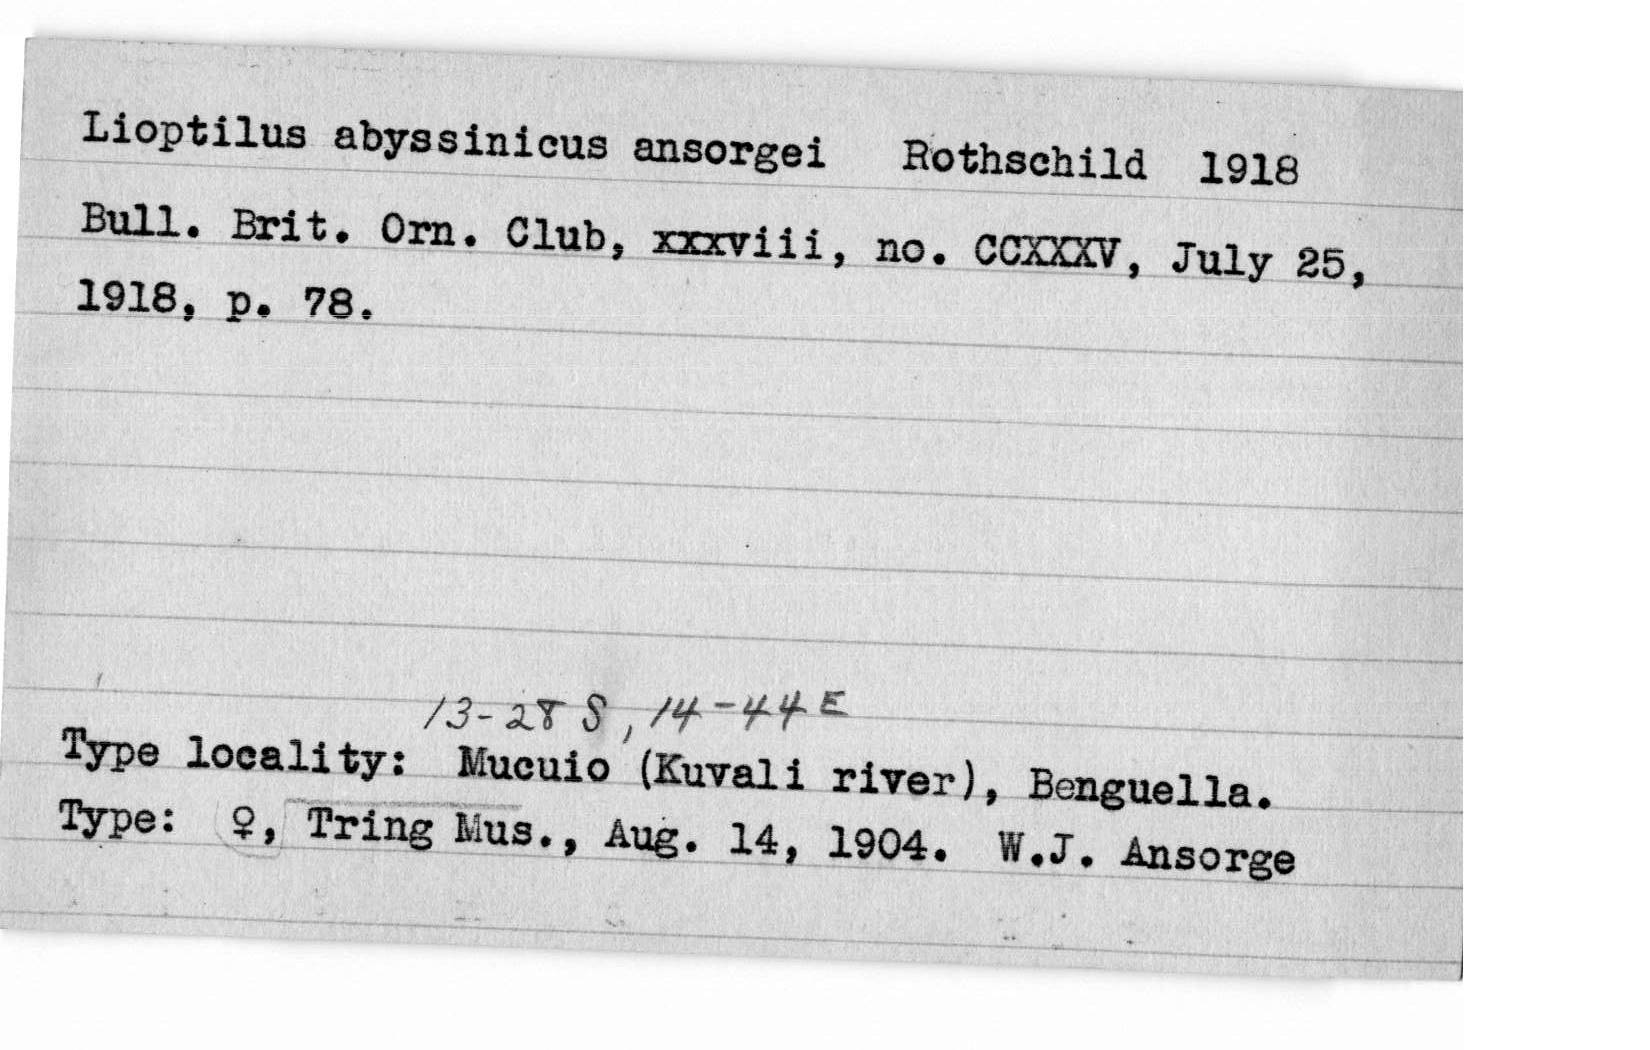 Lioptilus abyssinicus ansorgei Rothschild 1918
Bull. Brit. Orn. Club, xxxviii, no. CCXXXV, July 25,
1918, p. 78.
13-28 S, 14-44 E
Type locality: Mucuio (Kuvali river), Benguella.
Type: ♀, Tring Mus., Aug. 14, 1904. W.J. Ansorge